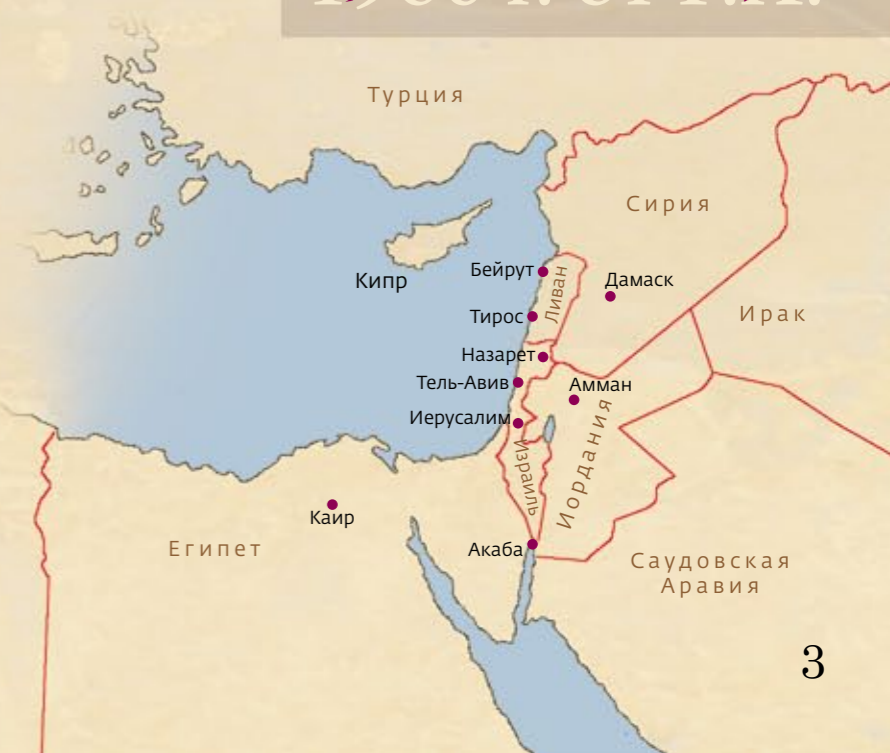 Турция
Сирия
Бейрут
Ливан
Дамаск
Кипр
Тирос
Ирак
Назарет
Тель-Авив
Амман
Иерусалим
Израиль
Иордания
Каир
Египет
Акаба
Саудовская
Аравия
3